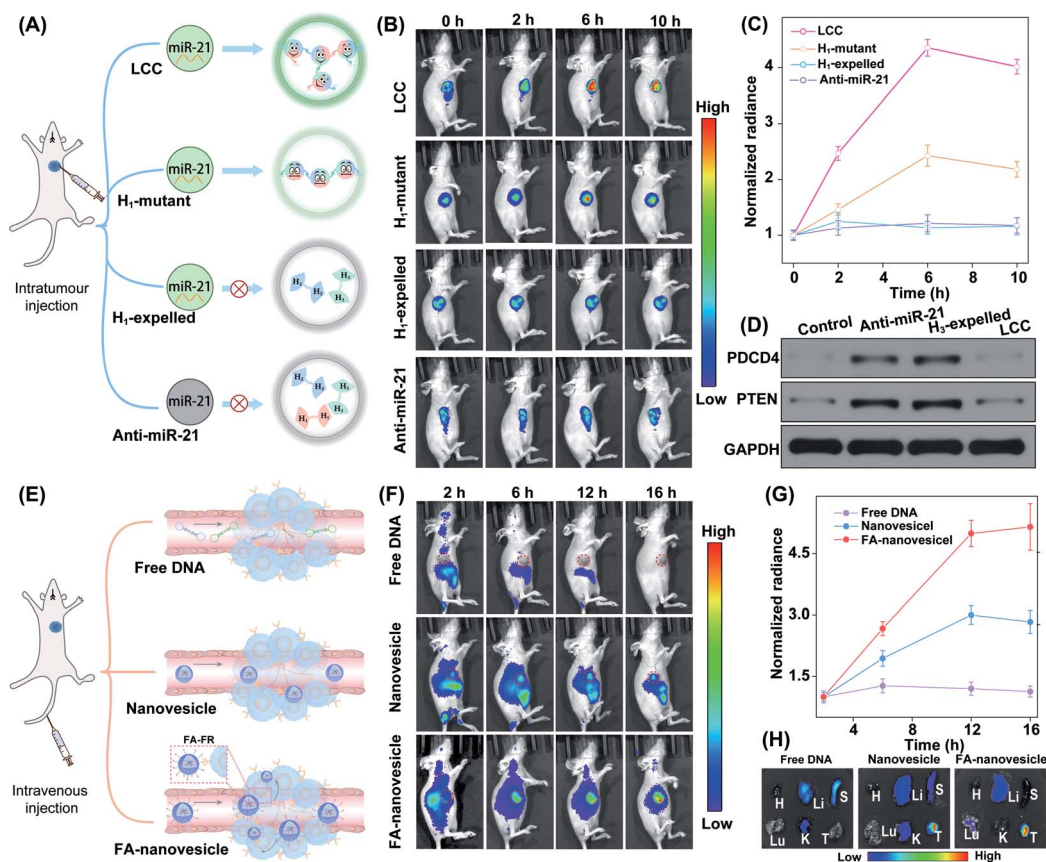 (A)
miR-21
LCC
miR-21
H₁-mutant
Intratumour
injection
miR-21
H₁-expelled
H₂
H₂
H₃
H₃
miR-21
Anti-miR-21
H₂
H₂
H₃
H₃
H₁
H₁
(B)
0 h
2 h
6 h
10 h
LCC
H₁-mutant
H₁-expelled
Anti-miR-21
High
Low
(C)
LCC
H₁-mutant
H₁-expelled
Anti-miR-21
4
3
2
1
Normalized radiance
0
2
4
6
8
10
Time (h)
(D)
Control
Anti-miR-21
H₃-expelled
LCC
PDCD4
PTEN
GAPDH
(E)
Free DNA
Nanovesicle
FA-FR
Intravenous
injection
FA-nanovesicle
(F)
2 h
6 h
12 h
16 h
Free DNA
Nanovesicle
FA-nanovesicle
High
Low
(G)
Free DNA
Nanovesicel
FA-nanovesicel
4.5
3.0
1.5
Normalized radiance
4
8
12
16
Time (h)
(H)
Free DNA
Nanovesicle
FA-nanovesicle
H
Li
S
Lu
K
T
H
Li
S
Lu
K
T
H
Li
S
Lu
K
T
Low
High